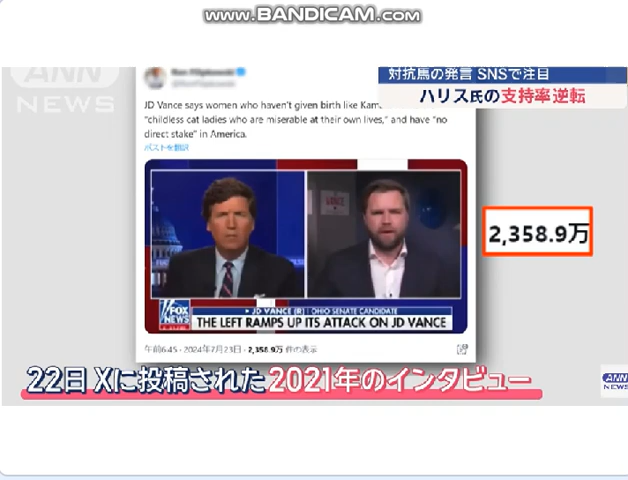 WWW.BANDICAM.COM
ANN
NEWS
対抗馬の発言 SNSで注目
ハリス氏の支持率逆転
JD Vance says women who haven't given birth like Kam
"childless cat ladies who are miserable at their own lives," and have "no
direct stake" in America.
ポストを翻訳
2,358.9万
FOX
NEWS
JD VANCE (R) OHIO SENATE CANDIDATE
THE LEFT RAMPS UP ITS ATTACK ON JD VANCE
午前6:45 · 2024年7月23日 · 2,358.9万 件の表示
22日 Xに投稿された 2021年のインタビュー
ANN
NEWS